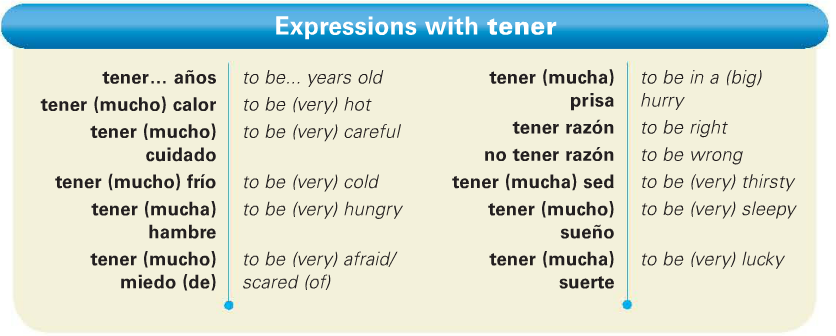 Expressions with tener
tener... años to be... years old
tener (mucho) calor to be (very) hot
tener (mucho) to be (very) careful
cuidado
tener (mucho) frío to be (very) cold
tener (mucha) to be (very) hungry
hambre
tener (mucho) to be (very) afraid/
miedo (de) scared (of)
tener (mucha) to be in a (big)
prisa hurry
tener razón to be right
no tener razón to be wrong
tener (mucha) sed to be (very) thirsty
tener (mucho) to be (very) sleepy
sueño
tener (mucha) to be (very) lucky
suerte